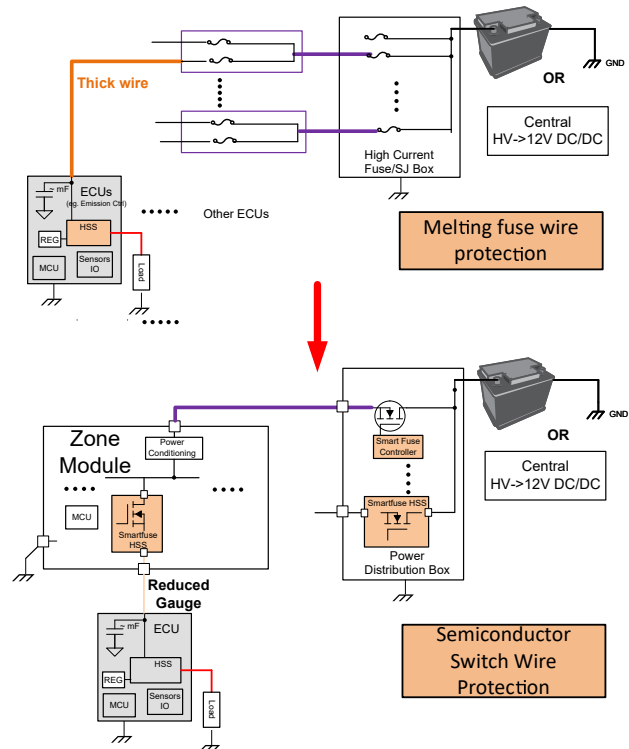 Thick wire
OR
GND
Central
HV->12V DC/DC
High Current
Fuse/SJ Box
~ mF
ECUs
(eg. Emission Ctrl)
HSS
REG
MCU
Sensors
IO
Load
Other ECUs
Melting fuse wire
protection
GND
OR
Central
HV->12V DC/DC
Smart Fuse
Controller
Smartfuse HSS
Power
Distribution Box
Zone
Module
Power
Conditioning
MCU
Smartfuse
HSS
Reduced
Gauge
~ mF
ECU
HSS
REG
MCU
Sensors
IO
Load
Semiconductor
Switch Wire
Protection